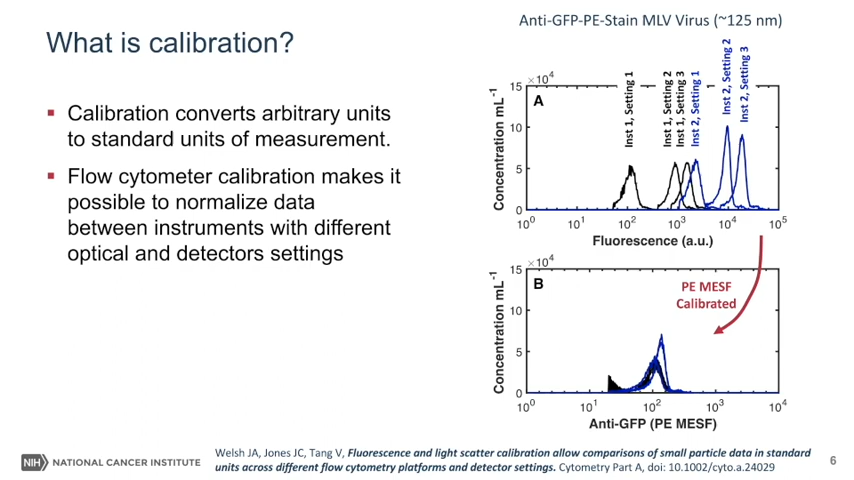 What is calibration?
Calibration converts arbitrary units
to standard units of measurement.
Flow cytometer calibration makes it
possible to normalize data
between instruments with different
optical and detectors settings
Anti-GFP-PE-Stain MLV Virus (~125 nm)
Inst 1, Setting 1
Inst 1, Setting 2
Inst 1, Setting 3
Inst 2, Setting 1
Inst 2, Setting 2
Inst 2, Setting 3
×10⁴
A
15
10
5
0
Concentration mL⁻¹
10⁰ 10¹ 10² 10³ 10⁴ 10⁵
Fluorescence (a.u.)
×10⁴
B
PE MESF
Calibrated
15
10
5
0
Concentration mL⁻¹
10⁰ 10¹ 10² 10³ 10⁴
Anti-GFP (PE MESF)
NIH NATIONAL CANCER INSTITUTE
Welsh JA, Jones JC, Tang V, Fluorescence and light scatter calibration allow comparisons of small particle data in standard
units across different flow cytometry platforms and detector settings. Cytometry Part A, doi: 10.1002/cyto.a.24029
6